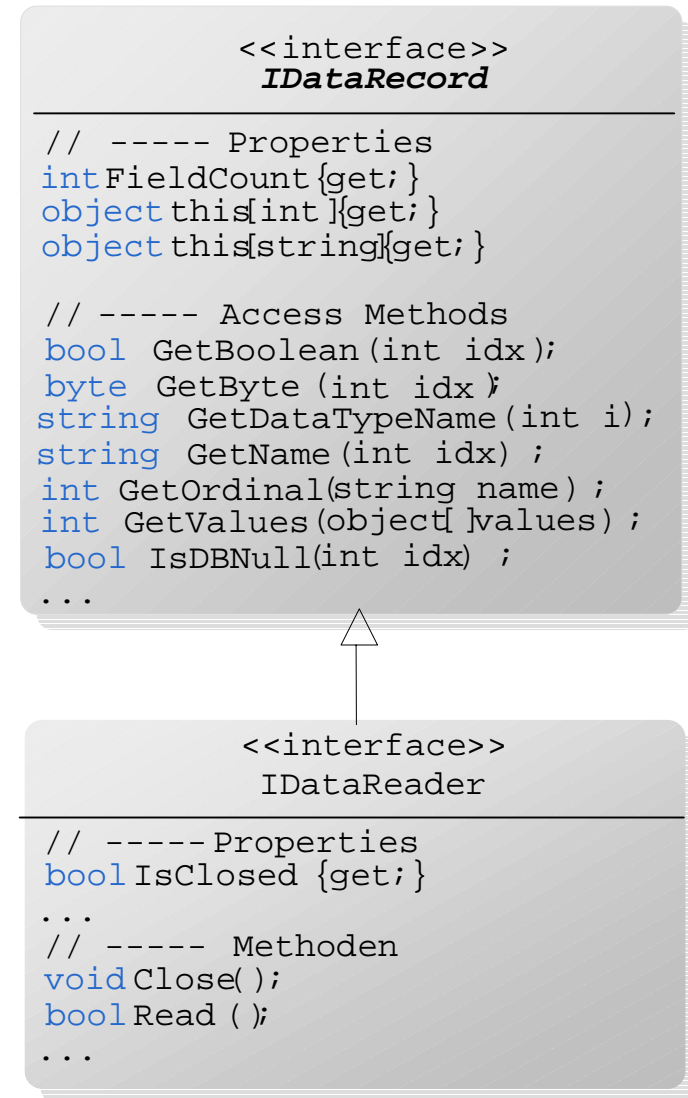 <<interface>>
IDataRecord
// ----- Properties
int FieldCount {get;}
object this[int ]{get;}
object this[string]{get;}
// ----- Access Methods
bool GetBoolean (int idx );
byte GetByte (int idx );
string GetDataTypeName (int i);
string GetName (int idx) ;
int GetOrdinal(string name) ;
int GetValues (object[ ]values) ;
bool IsDBNull(int idx) ;
...
<<interface>>
IDataReader
// ----- Properties
bool IsClosed {get;}
...
// ----- Methoden
void Close( );
bool Read ( );
...